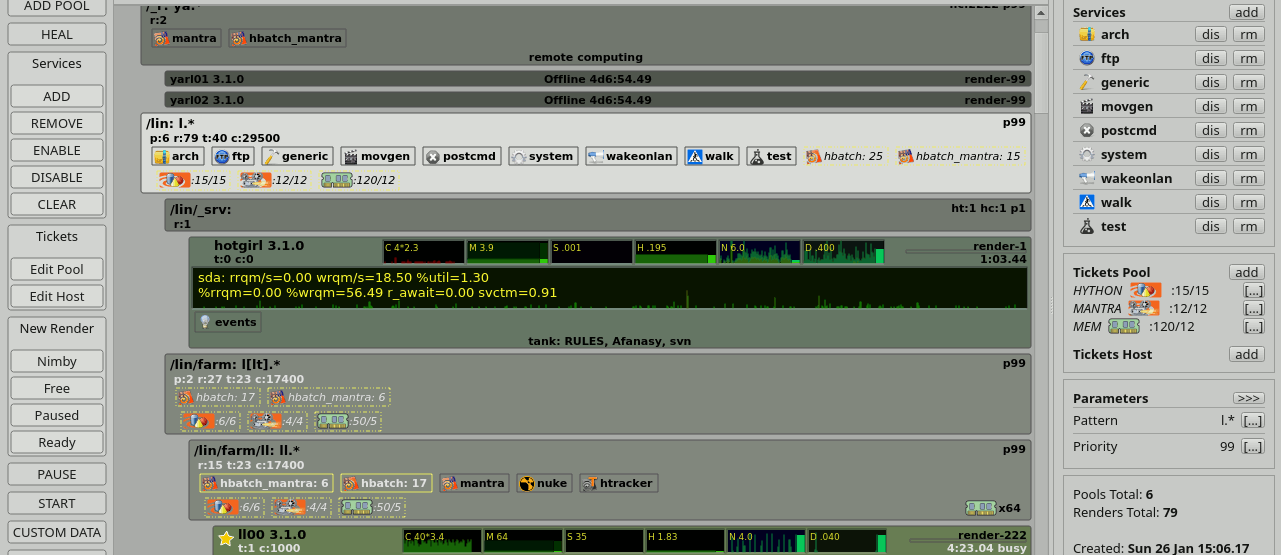 ADD POOL
HEAL
Services
ADD
REMOVE
ENABLE
DISABLE
CLEAR
Tickets
Edit Pool
Edit Host
New Render
Nimby
Free
Paused
Ready
PAUSE
START
CUSTOM DATA
r:2
mantra hbatch_mantra
remote computing
yarl01 3.1.0 Offline 4d6:54.49 render-99
yarl02 3.1.0 Offline 4d6:54.49 render-99
/lin: l.* p99
p:6 r:79 t:40 c:29500
arch ftp generic movgen postcmd system wakeonlan walk test hbatch: 25 hbatch_mantra: 15
:15/15 :12/12 :120/12
/lin/_srv: ht:1 hc:1 p1
r:1
hotgirl 3.1.0 C 4*2.3 M 3.9 S .001 H .195 N 6.0 D .400 render-1
t:0 c:0 1:03.44
sda: rrqm/s=0.00 wrqm/s=18.50 %util=1.30
%rrqm=0.00 %wrqm=56.49 r_await=0.00 svctm=0.91
events
tank: RULES, Afanasy, svn
/lin/farm: l[lt].* p99
p:2 r:27 t:23 c:17400
hbatch: 17 hbatch_mantra: 6
:6/6 :4/4 :50/5
/lin/farm/ll: ll.* p99
r:15 t:23 c:17400
hbatch_mantra: 6 hbatch: 17 mantra nuke htracker
:6/6 :4/4 :50/5 x64
ll00 3.1.0 C 40*3.4 M 64 S 35 H 1.83 N 4.0 D .040 render-222
t:1 c:1000 4:23.04 busy
Services add
arch dis rm
ftp dis rm
generic dis rm
movgen dis rm
postcmd dis rm
system dis rm
wakeonlan dis rm
walk dis rm
test dis rm
Tickets Pool add
HYTHON :15/15 [...]
MANTRA :12/12 [...]
MEM :120/12 [...]
Tickets Host add
Parameters >>>
Pattern l.* [...]
Priority 99 [...]
Pools Total: 6
Renders Total: 79
Created: Sun 26 Jan 15:06.17